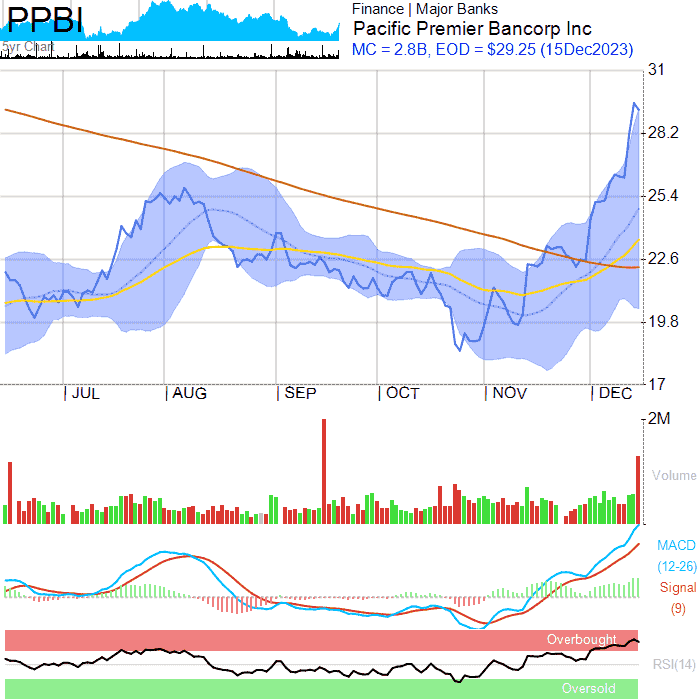 PPBI
5yr Chart
Finance | Major Banks
Pacific Premier Bancorp Inc
MC = 2.8B, EOD = $29.25 (15Dec2023)
31
28.2
25.4
22.6
19.8
17
| JUL | AUG | SEP | OCT | NOV | DEC
2M
Volume
MACD
(12-26)
Signal
(9)
Overbought
RSI(14)
Oversold